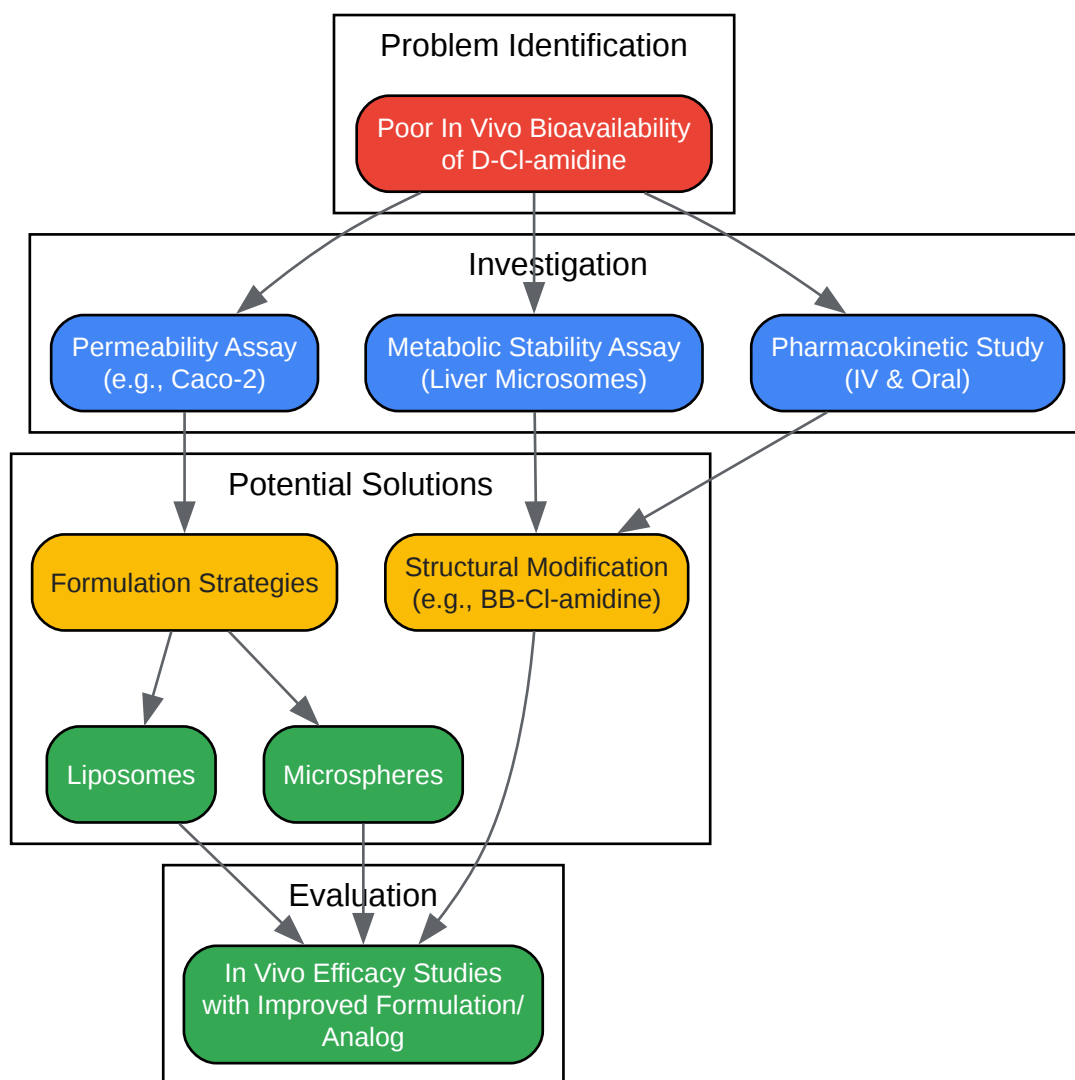 Problem Identification
Poor In Vivo Bioavailability
of D-Cl-amidine
Investigation
Permeability Assay
(e.g., Caco-2)
Metabolic Stability Assay
(Liver Microsomes)
Pharmacokinetic Study
(IV & Oral)
Potential Solutions
Formulation Strategies
Structural Modification
(e.g., BB-Cl-amidine)
Liposomes
Microspheres
Evaluation
In Vivo Efficacy Studies
with Improved Formulation/
Analog